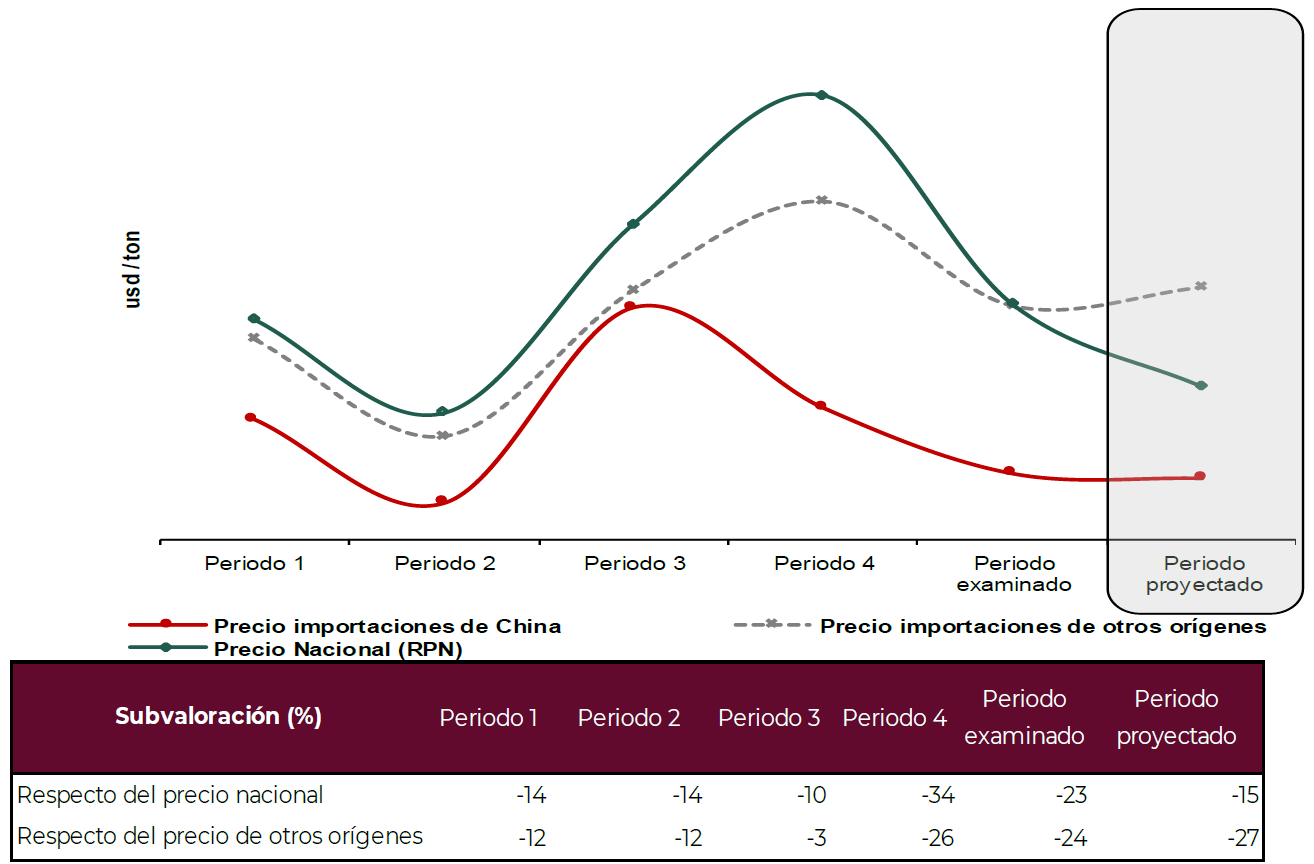 usd/ton
Periodo 1 Periodo 2 Periodo 3 Periodo 4 Periodo examinado Periodo proyectado
Precio importaciones de China Precio importaciones de otros orígenes
Precio Nacional (RPN)
Subvaloración (%) Periodo 1 Periodo 2 Periodo 3 Periodo 4 Periodo examinado Periodo proyectado
Respecto del precio nacional -14 -14 -10 -34 -23 -15
Respecto del precio de otros orígenes -12 -12 -3 -26 -24 -27